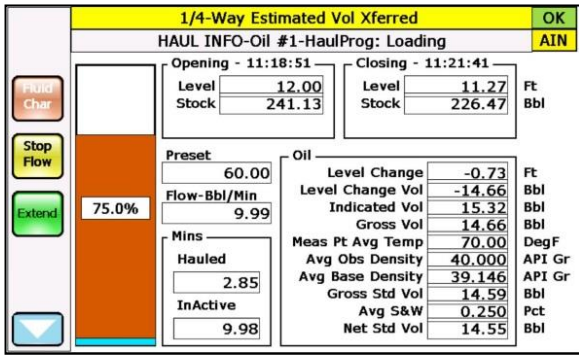 1/4-Way Estimated Vol Xferred OK
HAUL INFO-Oil #1-HaulProg: Loading AIN
Opening - 11:18:51
Level 12.00
Stock 241.13
Closing - 11:21:41
Level 11.27 Ft
Stock 226.47 Bbl
Fluid
Char
Stop
Flow
Extend
75.0%
Preset
60.00
Flow-Bbl/Min
9.99
Mins
Hauled
2.85
InActive
9.98
Oil
Level Change -0.73 Ft
Level Change Vol -14.66 Bbl
Indicated Vol 15.32 Bbl
Gross Vol 14.66 Bbl
Meas Pt Avg Temp 70.00 DegF
Avg Obs Density 40.000 API Gr
Avg Base Density 39.146 API Gr
Gross Std Vol 14.59 Bbl
Avg S&W 0.250 Pct
Net Std Vol 14.55 Bbl